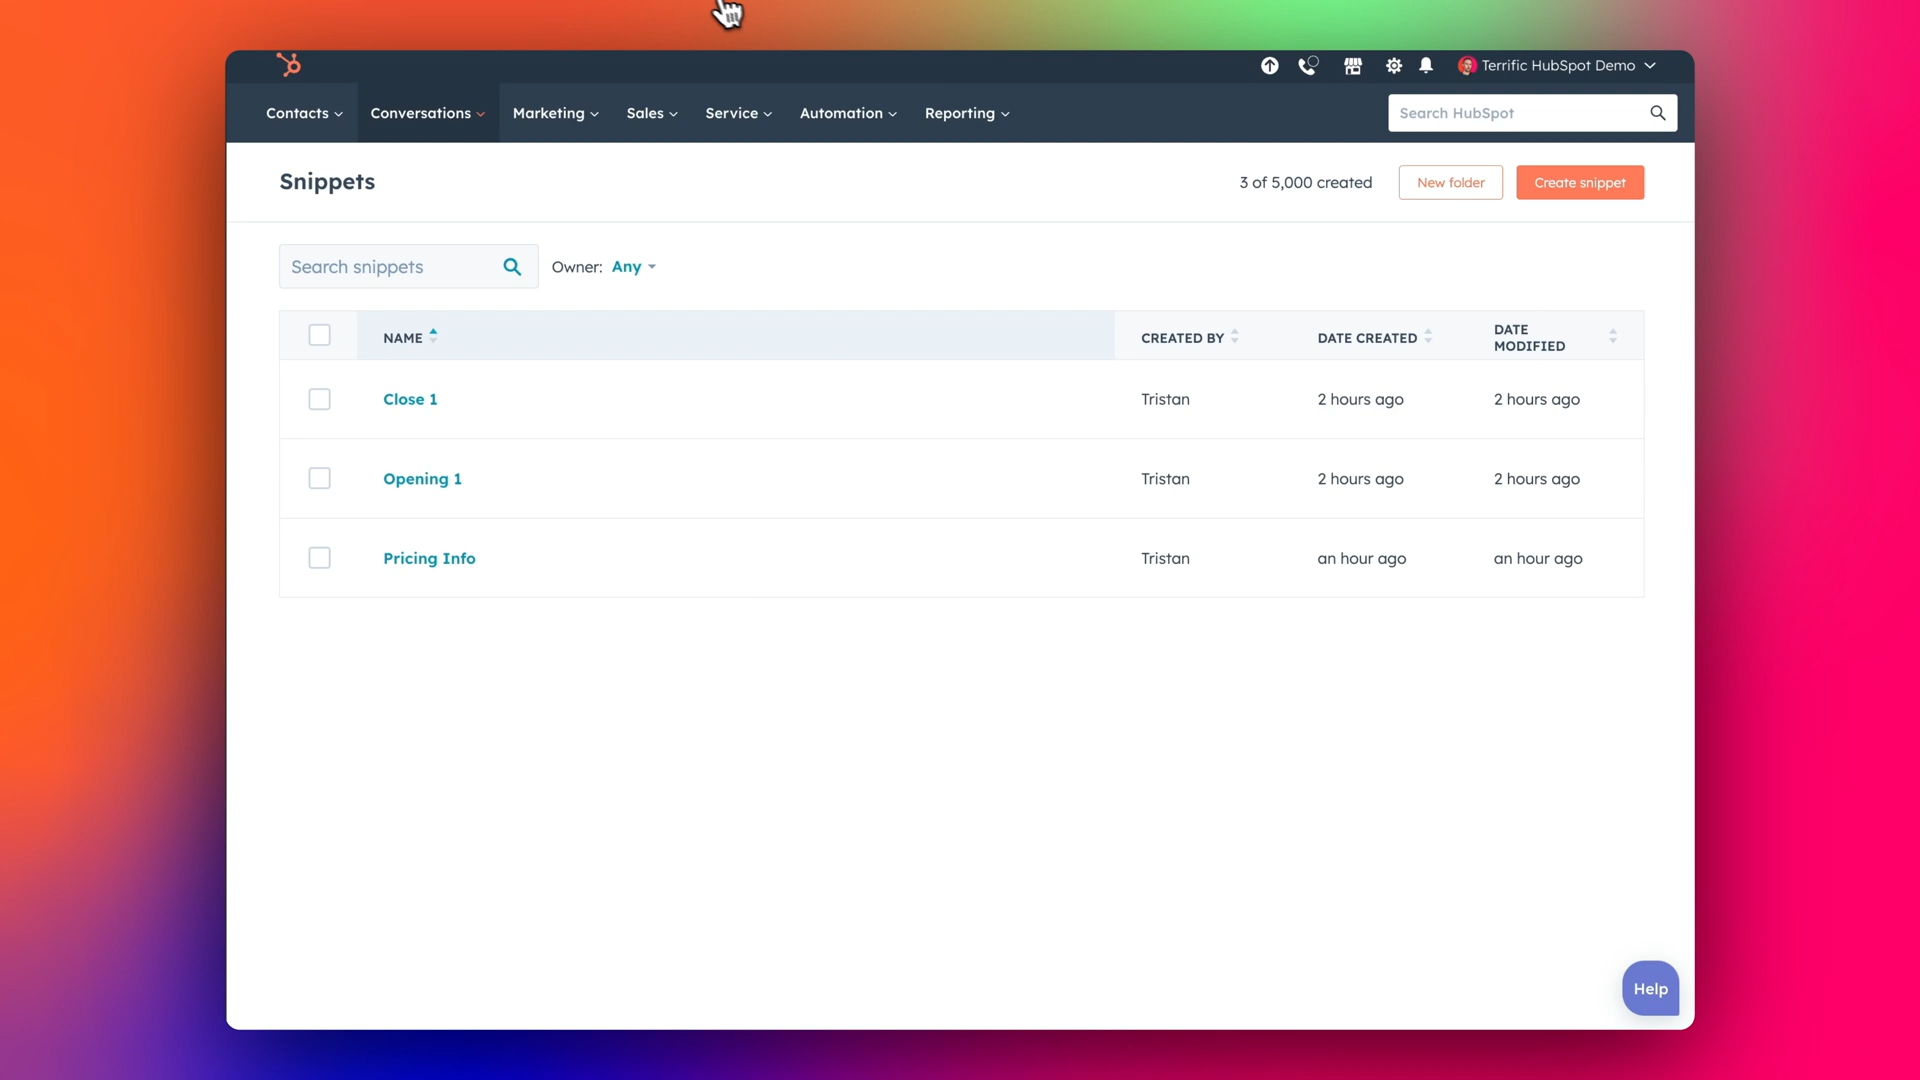 Terrific HubSpot Demo
Contacts Conversations Marketing Sales Service Automation Reporting Search HubSpot
Snippets 3 of 5,000 created New folder Create snippet
Search snippets Owner: Any
NAME CREATED BY DATE CREATED DATE MODIFIED
Close 1 Tristan 2 hours ago 2 hours ago
Opening 1 Tristan 2 hours ago 2 hours ago
Pricing Info Tristan an hour ago an hour ago
Help